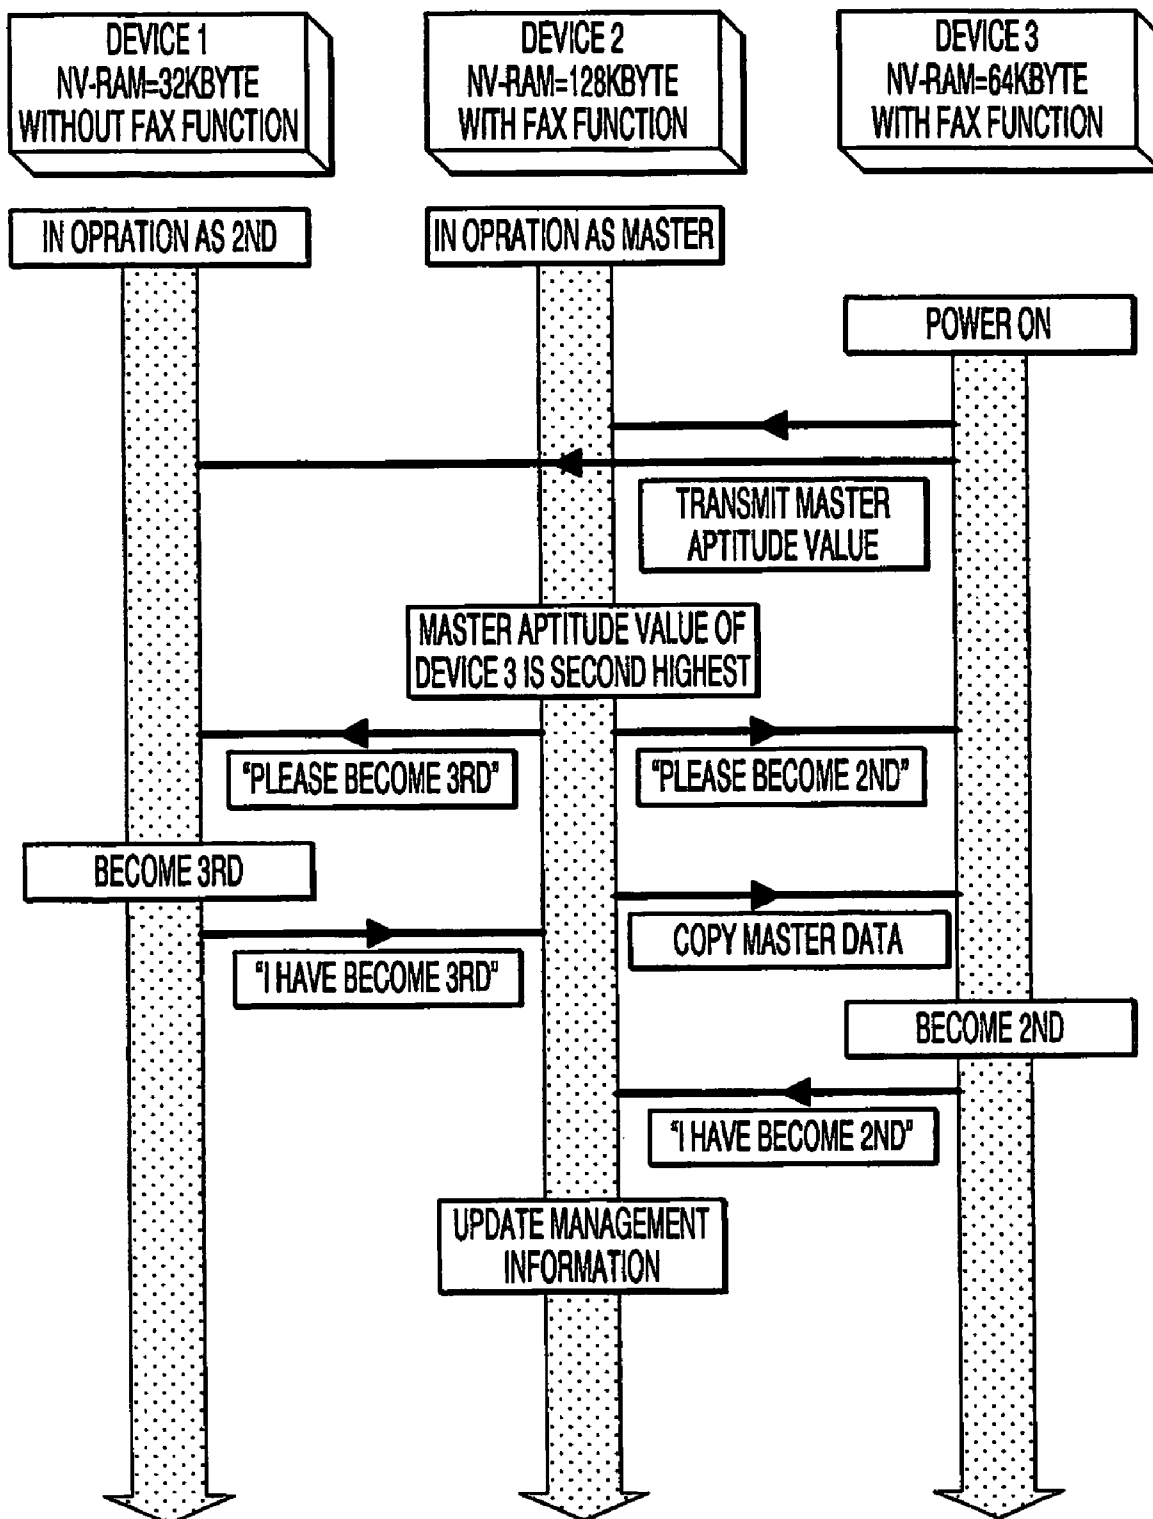 DEVICE 1
NV-RAM=32KBYTE
WITHOUT FAX FUNCTION
DEVICE 2
NV-RAM=128KBYTE
WITH FAX FUNCTION
DEVICE 3
NV-RAM=64KBYTE
WITH FAX FUNCTION
IN OPRATION AS 2ND
IN OPRATION AS MASTER
POWER ON
TRANSMIT MASTER
APTITUDE VALUE
MASTER APTITUDE VALUE OF
DEVICE 3 IS SECOND HIGHEST
"PLEASE BECOME 3RD"
"PLEASE BECOME 2ND"
BECOME 3RD
COPY MASTER DATA
"I HAVE BECOME 3RD"
BECOME 2ND
"I HAVE BECOME 2ND"
UPDATE MANAGEMENT
INFORMATION